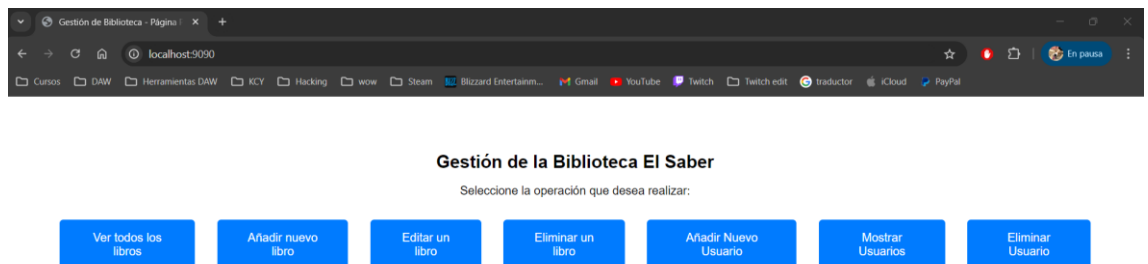 Gestión de Biblioteca - Página I
localhost:9090
En pausa
Cursos DAW Herramientas DAW KCY Hacking wow Steam Blizzard Entertainm... Gmail YouTube Twitch Twitch edit traductor iCloud PayPal
Gestión de la Biblioteca El Saber
Seleccione la operación que desea realizar:
Ver todos los
libros
Añadir nuevo
libro
Editar un
libro
Eliminar un
libro
Añadir Nuevo
Usuario
Mostrar
Usuarios
Eliminar
Usuario